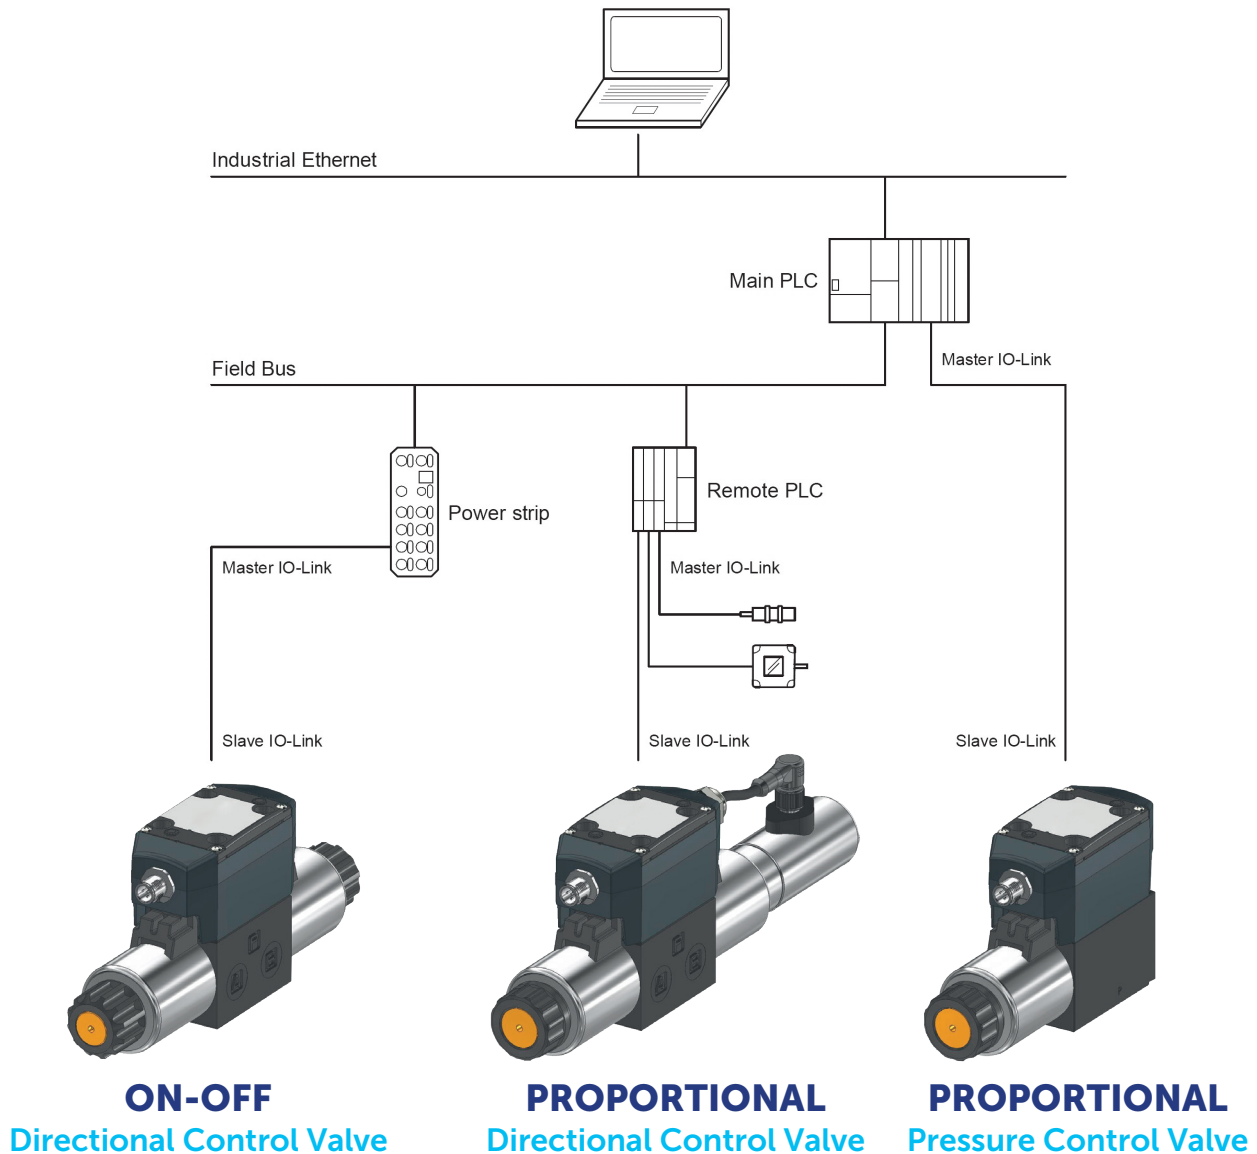 Industrial Ethernet
Main PLC
Master IO-Link
Field Bus
Remote PLC
Power strip
Master IO-Link
Master IO-Link
Slave IO-Link
Slave IO-Link
Slave IO-Link
ON-OFF
Directional Control Valve
PROPORTIONAL
Directional Control Valve
PROPORTIONAL
Pressure Control Valve